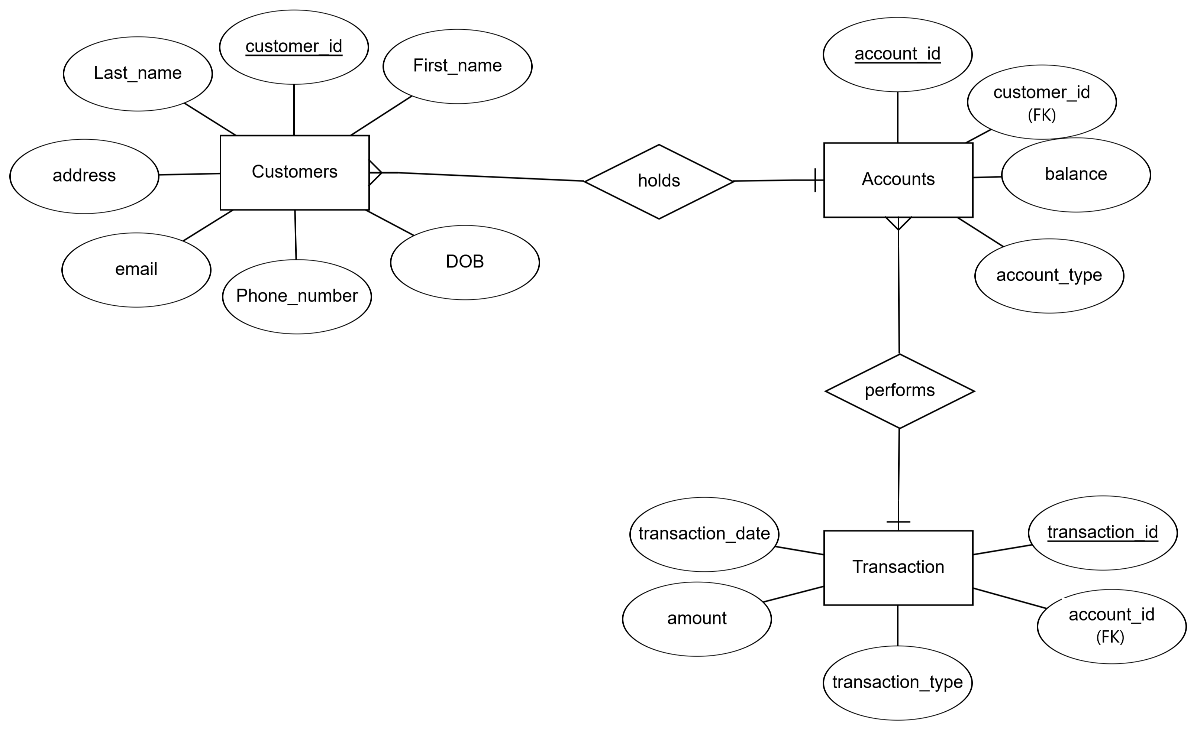 customer_id
Last_name
First_name
address
Customers
email
Phone_number
DOB
holds
account_id
customer_id
(FK)
Accounts
balance
account_type
performs
transaction_date
transaction_id
Transaction
amount
account_id
(FK)
transaction_type